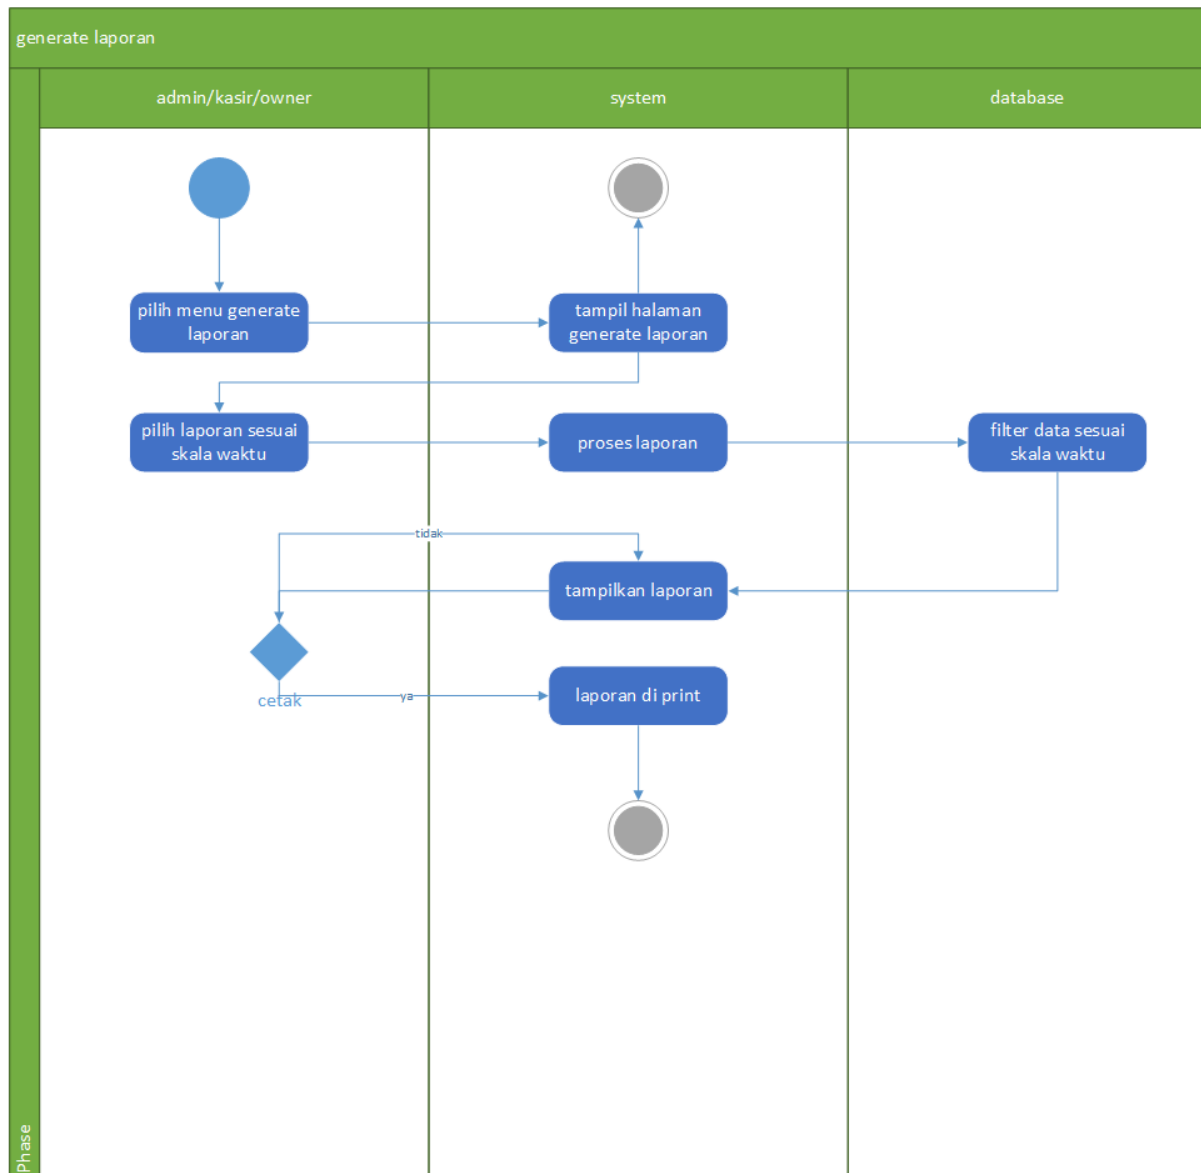 generate laporan
admin/kasir/owner
system
database
pilih menu generate
laporan
tampil halaman
generate laporan
pilih laporan sesuai
skala waktu
proses laporan
filter data sesuai
skala waktu
tidak
tampilkan laporan
cetak
ya
laporan di print
Phase